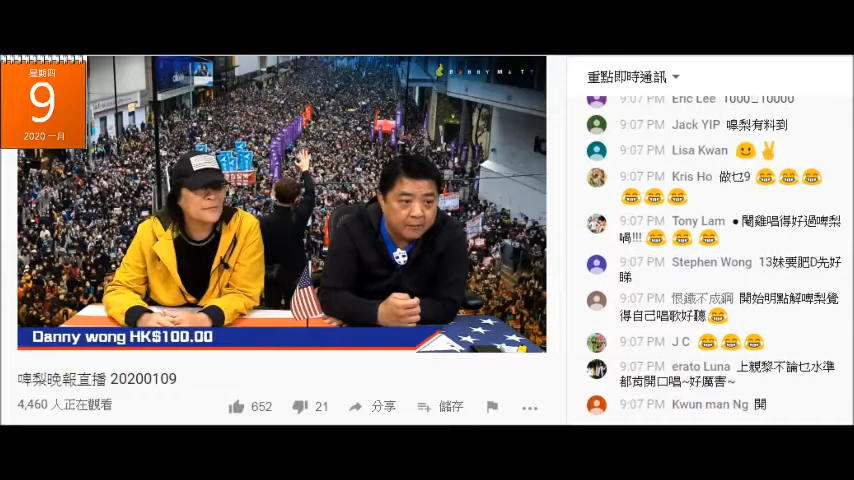 星期四
9
2020 一月
DANNYMATT
Danny wong HK$100.00
啤梨晚報直播 20200109
4,460 人正在觀看
652
21
分享
儲存
重點即時通訊
9:07 PM Eric Lee 1000□10000
9:07 PM Jack YIP 嗥梨有料到
9:07 PM Lisa Kwan 🙂✌
9:07 PM Kris Ho 做乜9 😂😂😂
😂😂😂
9:07 PM Tony Lam ●閹雞唱得好過啤梨
喎!!! 😂😂😂
9:07 PM Stephen Wong 13妹要肥D先好
睇
9:07 PM 恨鐵不成鋼 開始明點解啤梨覺
得自己唱歌好聽😂
9:07 PM J C 😂😂😂
9:07 PM erato Luna 上親黎不論乜水準
都肯開口唱~好厲害~
9:07 PM Kwun man Ng 開